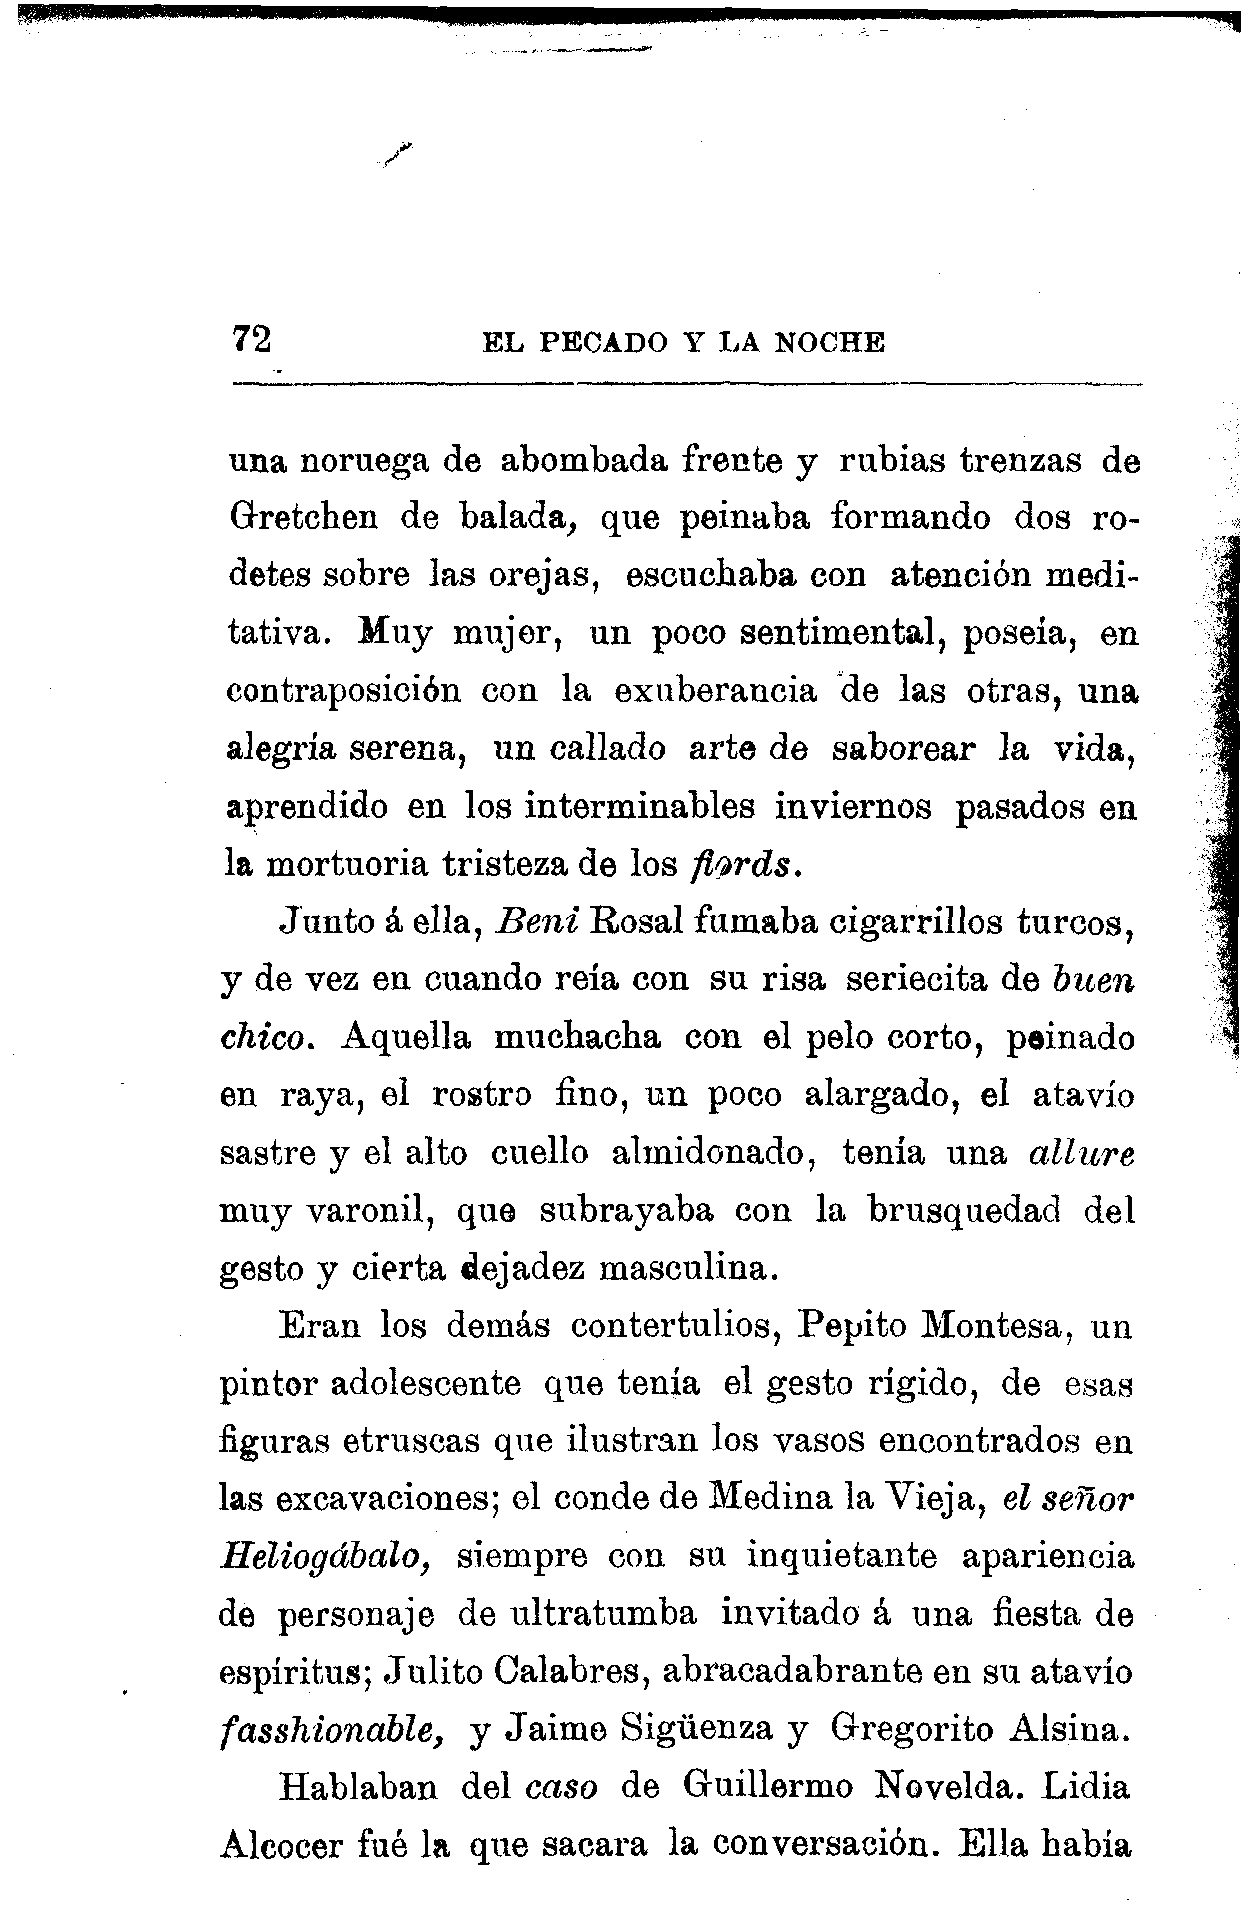 72 EL PECADO Y LA NOCHE
una noruega de abombada frente y rubias trenzas de
Gretchen de balada, que peinaba formando dos ro-
detes sobre las orejas, escuchaba con atención medi-
tativa. Muy mujer, un poco sentimental, poseía, en
contraposición con la exuberancia de las otras, una
alegría serena, un callado arte de saborear la vida,
aprendido en los interminables inviernos pasados en
la mortuoria tristeza de los fiords.
Junto á ella, Beni Rosal fumaba cigarrillos turcos,
y de vez en cuando reía con su risa seriecita de buen
chico. Aquella muchacha con el pelo corto, peinado
en raya, el rostro fino, un poco alargado, el atavío
sastre y el alto cuello almidonado, tenía una allure
muy varonil, que subrayaba con la brusquedad del
gesto y cierta dejadez masculina.
Eran los demás contertulios, Pepito Montesa, un
pintor adolescente que tenía el gesto rígido, de esas
figuras etruscas que ilustran los vasos encontrados en
las excavaciones; el conde de Medina la Vieja, el señor
Heliogábalo, siempre con su inquietante apariencia
de personaje de ultratumba invitado á una fiesta de
espíritus; Julito Calabres, abracadabrante en su atavío
fasshionable, y Jaime Sigüenza y Gregorito Alsina.
Hablaban del caso de Guillermo Novelda. Lidia
Alcocer fué la que sacara la conversación. Ella había